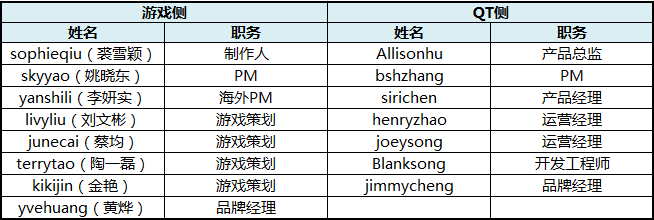 游戏侧 QT侧
姓名 职务 姓名 职务
sophieqiu（裘雪颖） 制作人 Allisonhu 产品总监
skyyao（姚晓东） PM bshzhang PM
yanshili（李妍实） 海外PM sirichen 产品经理
livyliu（刘文彬） 游戏策划 henryzhao 运营经理
junecai（蔡均） 游戏策划 joeysong 运营经理
terrytao（陶一磊） 游戏策划 Blanksong 开发工程师
kikijin（金艳） 游戏策划 jimmycheng 品牌经理
yvehuang（黄烨） 品牌经理